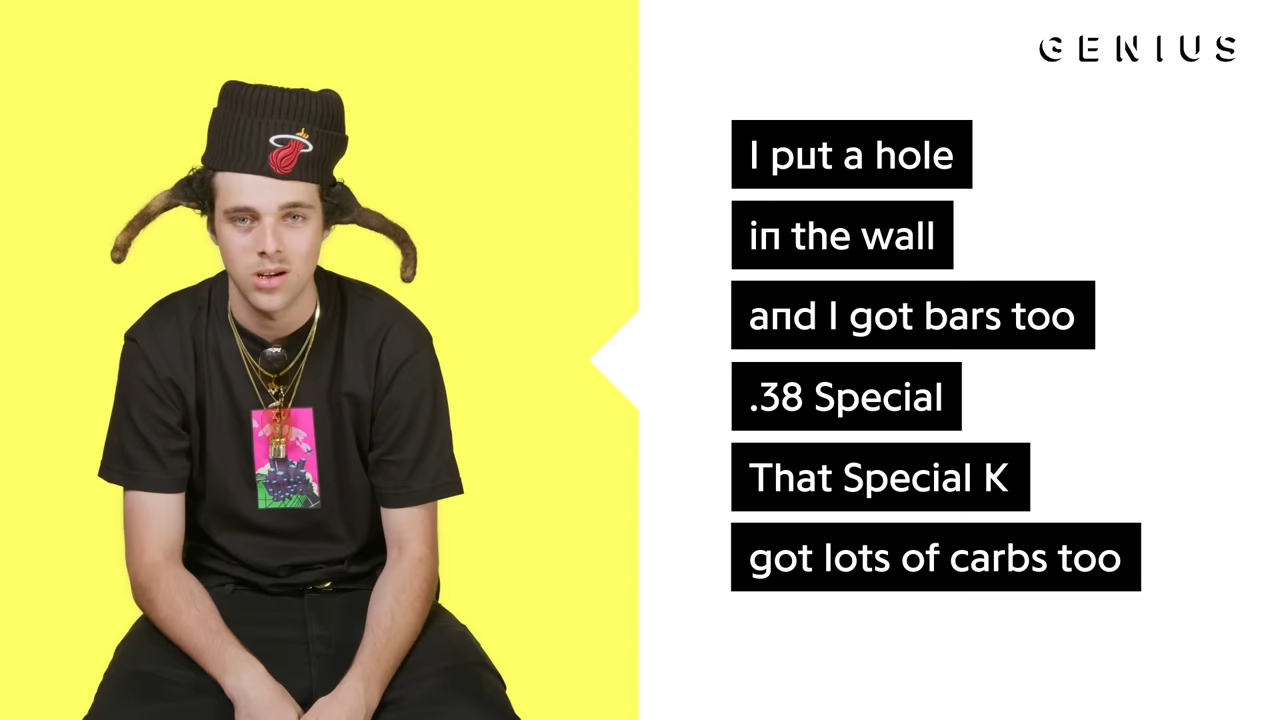 GENIUS
I put a hole
in the wall
and I got bars too
.38 Special
That Special K
got lots of carbs too